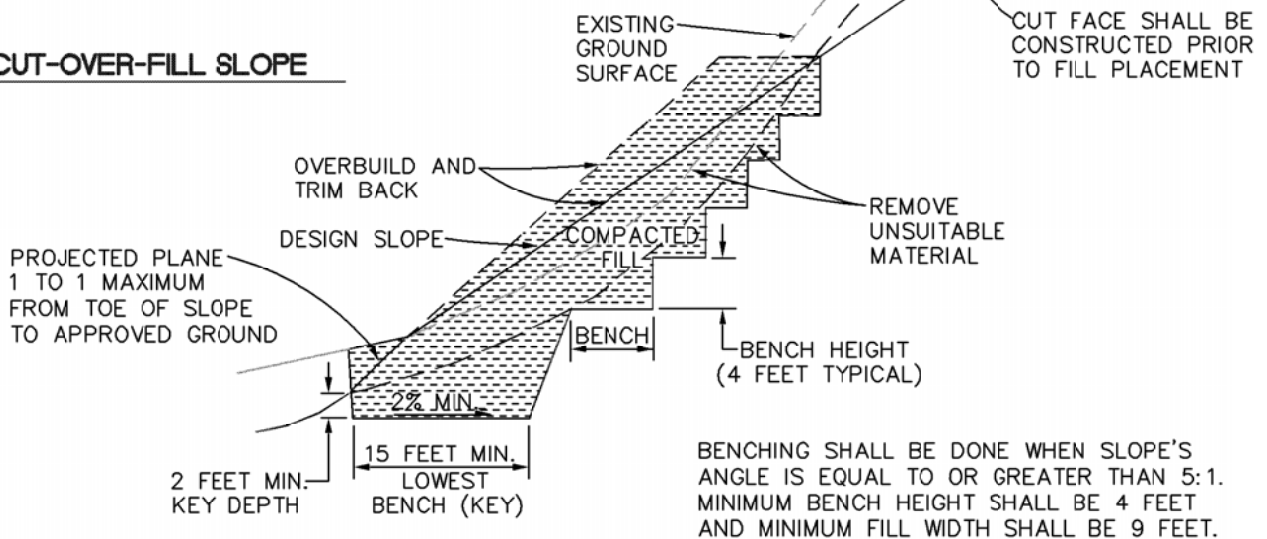 CUT-OVER-FILL SLOPE
EXISTING
GROUND
SURFACE
CUT FACE SHALL BE
CONSTRUCTED PRIOR
TO FILL PLACEMENT
OVERBUILD AND
TRIM BACK
DESIGN SLOPE
COMPACTED
FILL
REMOVE
UNSUITABLE
MATERIAL
PROJECTED PLANE
1 TO 1 MAXIMUM
FROM TOE OF SLOPE
TO APPROVED GROUND
BENCH
BENCH HEIGHT
(4 FEET TYPICAL)
2% MIN.
15 FEET MIN.
LOWEST
BENCH (KEY)
2 FEET MIN.
KEY DEPTH
BENCHING SHALL BE DONE WHEN SLOPE'S
ANGLE IS EQUAL TO OR GREATER THAN 5:1.
MINIMUM BENCH HEIGHT SHALL BE 4 FEET
AND MINIMUM FILL WIDTH SHALL BE 9 FEET.